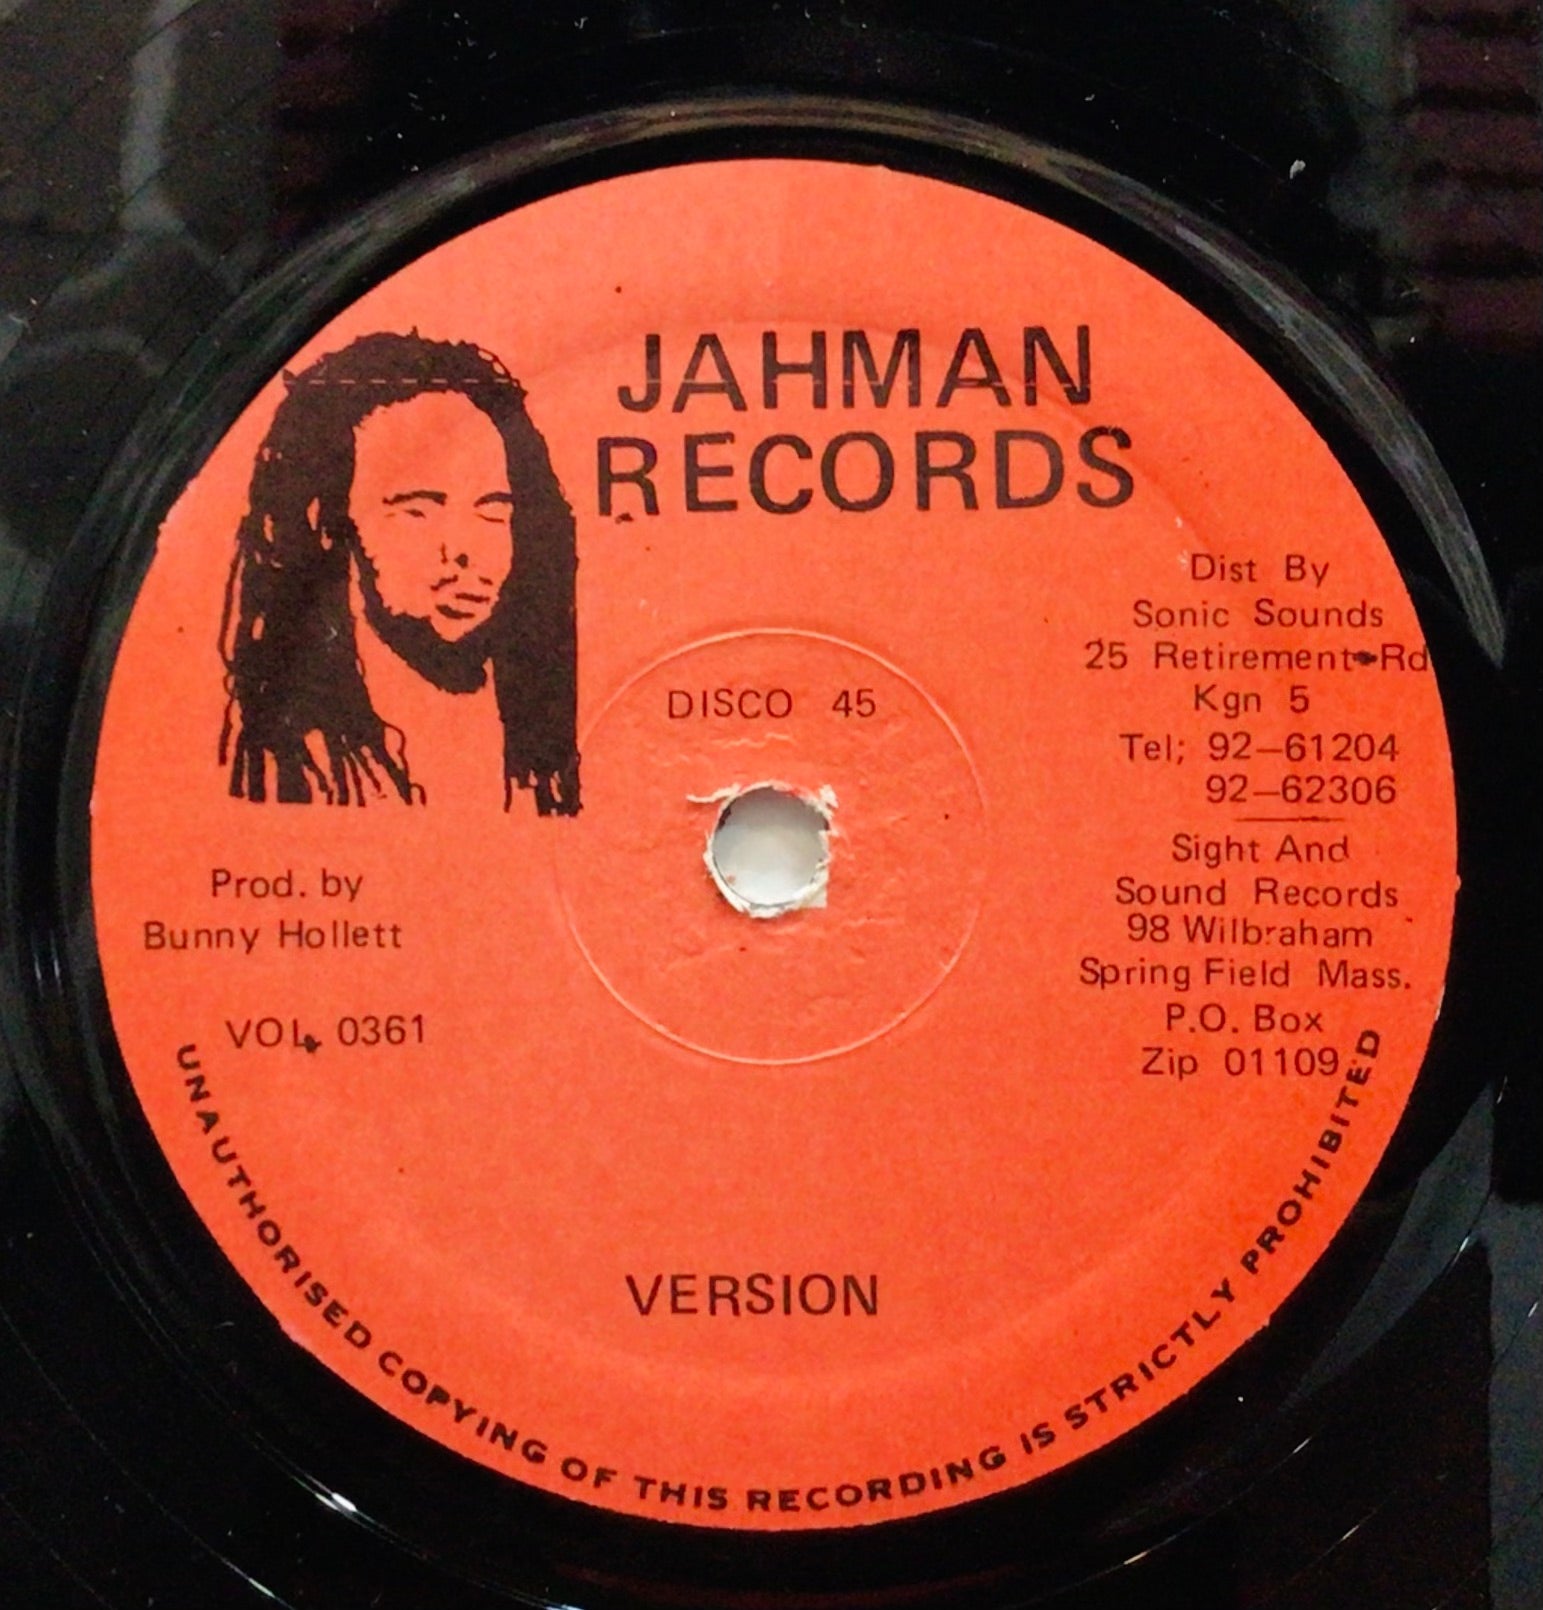 JAHMAN
RECORDS
DISCO 45
Dist By
Sonic Sounds
25 Retirement Rd
Kgn 5
Tel; 92–61204
92–62306
Sight And
Sound Records
98 Wilbraham
Spring Field Mass.
P.O. Box
Zip 01109
Prod. by
Bunny Hollett
VOL. 0361
VERSION
UNAUTHORISED COPYING OF THIS RECORDING IS STRICTLY PROHIBITED